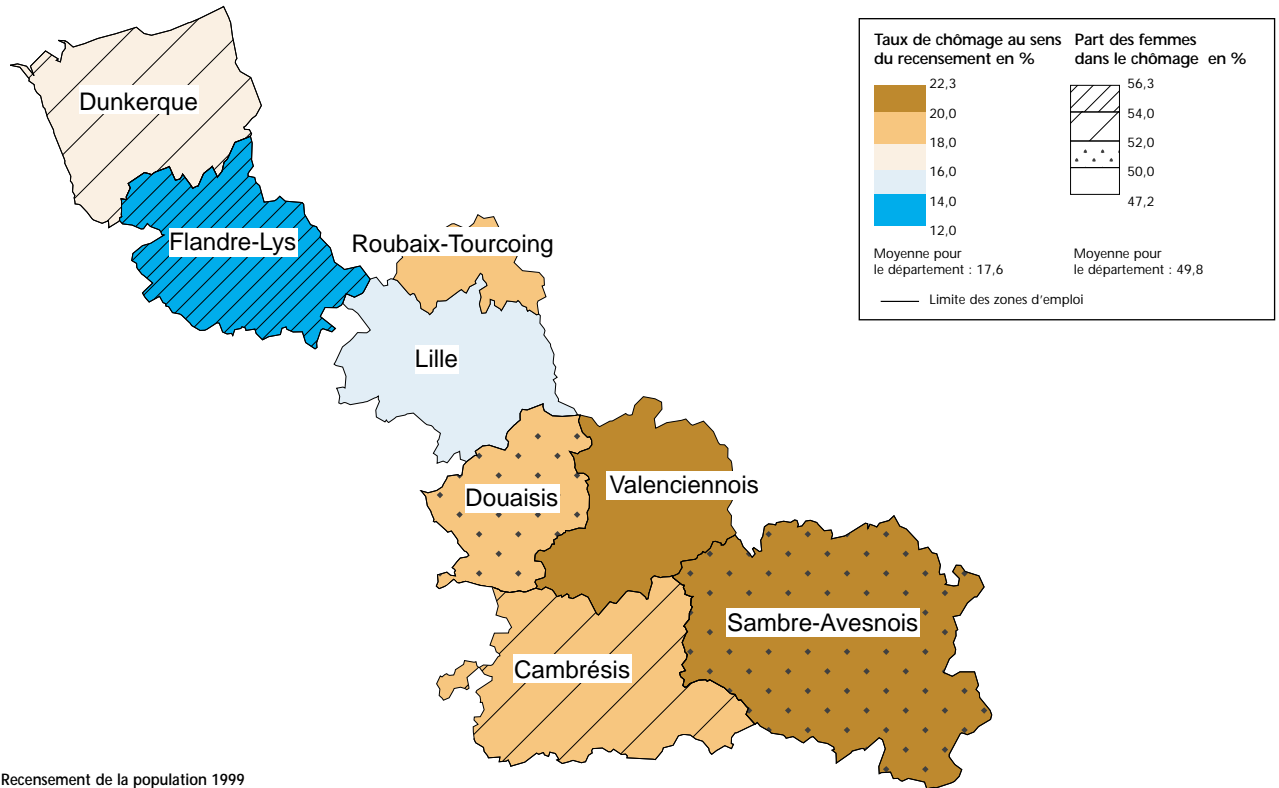 Taux de chômage au sens
du recensement en %
22,3
20,0
18,0
16,0
14,0
12,0
Moyenne pour
le département : 17,6
Part des femmes
dans le chômage en %
56,3
54,0
52,0
50,0
47,2
Moyenne pour
le département : 49,8
Limite des zones d'emploi
Dunkerque
Flandre-Lys
Roubaix-Tourcoing
Lille
Douaisis
Valenciennois
Sambre-Avesnois
Cambrésis
Recensement de la population 1999